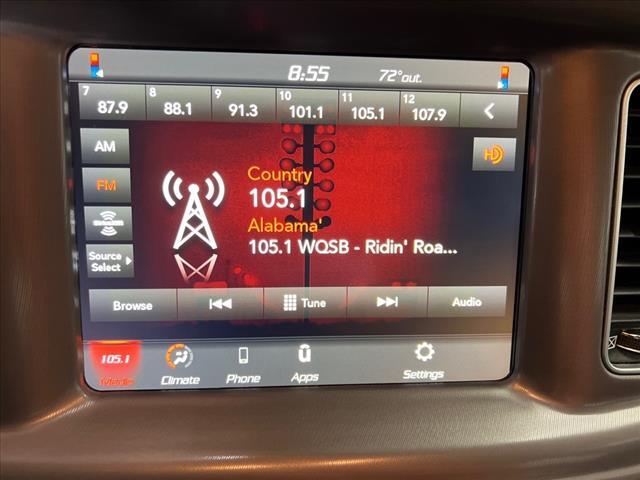 8:55 72°out.
7 8 9 10 11 12
87.9 88.1 91.3 101.1 105.1 107.9
AM
HD
FM
Country
105.1
Alabama'
105.1 WQSB - Ridin' Roa...
Source
Select
Browse Tune Audio
105.1
Media Climate Phone Apps Settings